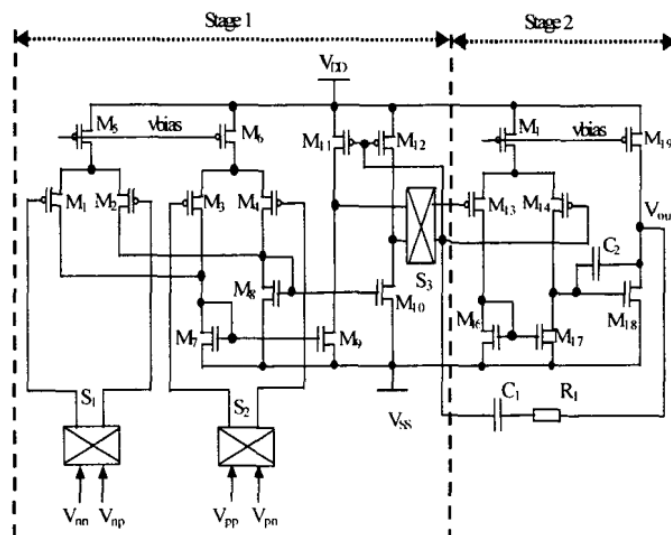 Stage 1 Stage 2
V_DD
M_5 vbias M_6 M_11 M_12 M_1 vbias M_19
M_1 M_2 M_3 M_4 M_13 M_14
V_ou
C_2
S_3
M_8 M_10 M_18
M_7 M_9 M_16 M_17
S_1 S_2 V_SS C_1 R_1
V_nn V_np V_pp V_pn